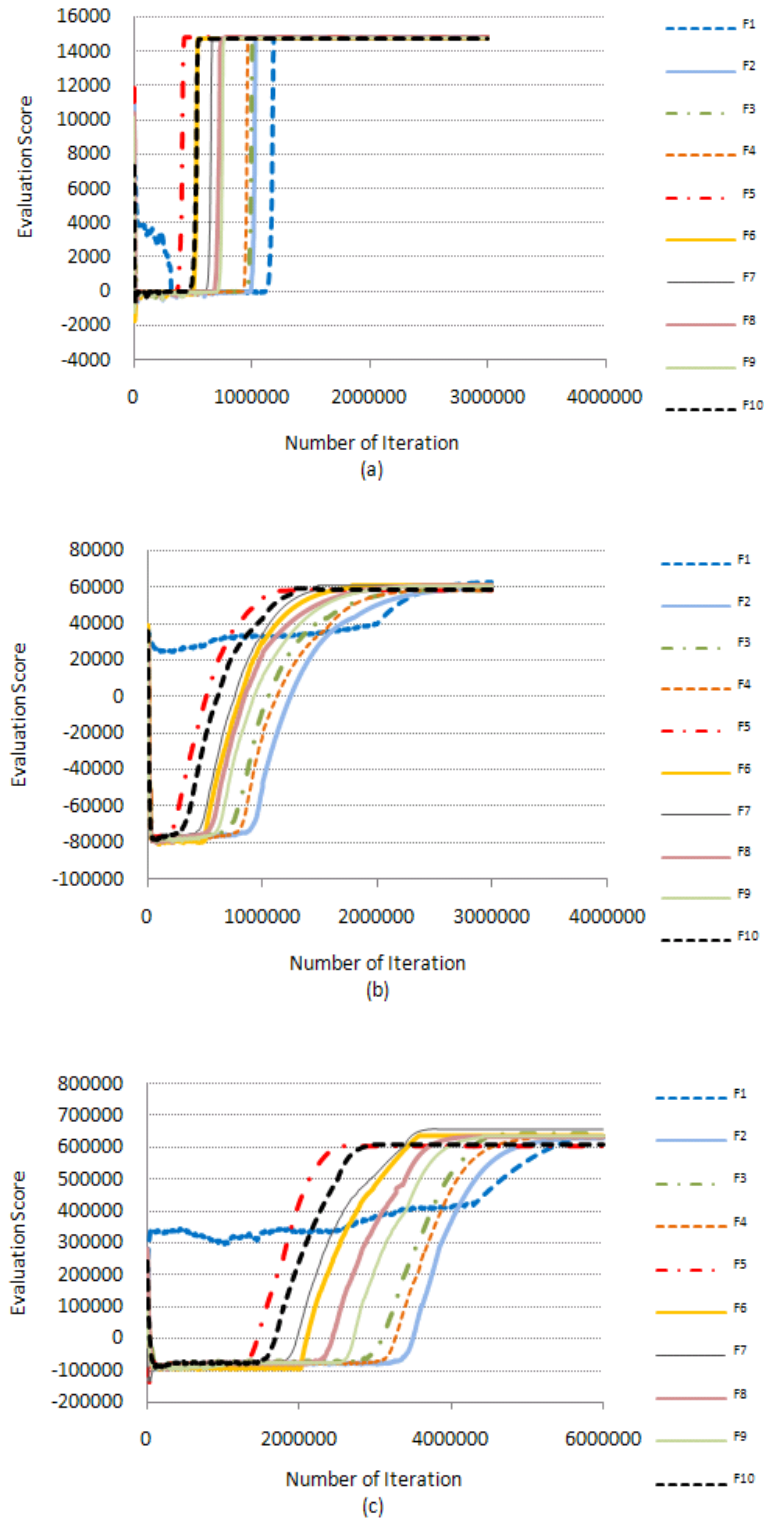 16000
14000
12000
10000
8000
6000
4000
2000
0
-2000
-4000
Evaluation Score
0 1000000 2000000 3000000 4000000
Number of Iteration
(a)
F1
F2
F3
F4
F5
F6
F7
F8
F9
F10
80000
60000
40000
20000
0
-20000
-40000
-60000
-80000
-100000
Evaluation Score
0 1000000 2000000 3000000 4000000
Number of Iteration
(b)
F1
F2
F3
F4
F5
F6
F7
F8
F9
F10
800000
700000
600000
500000
400000
300000
200000
100000
0
-100000
-200000
Evaluation Score
0 2000000 4000000 6000000
Number of Iteration
(c)
F1
F2
F3
F4
F5
F6
F7
F8
F9
F10